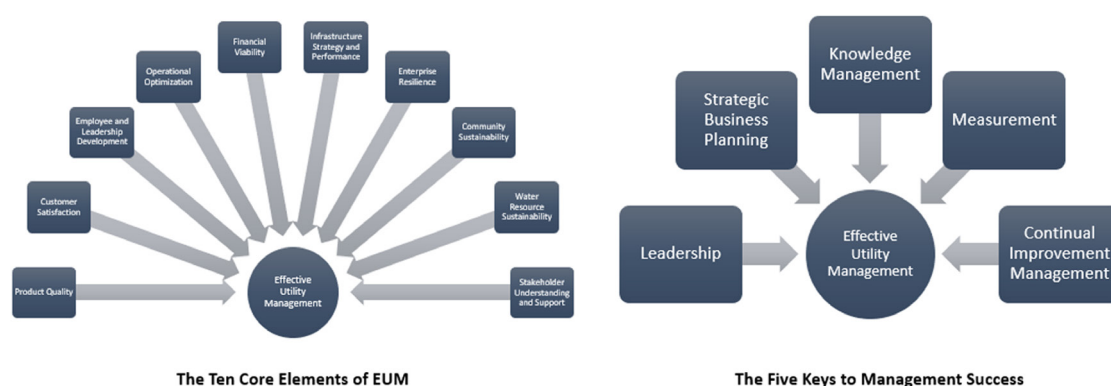 Product Quality
Customer
Satisfaction
Employee and
Leadership
Development
Operational
Optimization
Financial
Viability
Infrastructure
Strategy and
Performance
Enterprise
Resilience
Community
Sustainability
Water
Resource
Sustainability
Stakeholder
Understanding
and Support
Effective
Utility
Management
The Ten Core Elements of EUM
Leadership
Strategic
Business
Planning
Knowledge
Management
Measurement
Continual
Improvement
Management
Effective
Utility
Management
The Five Keys to Management Success